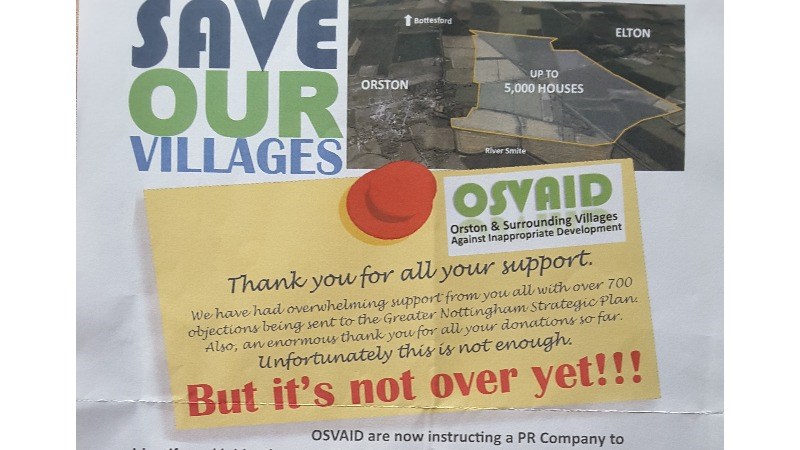 SAVE
OUR
VILLAGES
Bottesford
ELTON
ORSTON
UP TO
5,000 HOUSES
River Smite
OSVAID
Orston & Surrounding Villages
Against Inappropriate Development
Thank you for all your support.
We have had overwhelming support from you all with over 700
objections being sent to the Greater Nottingham Strategic Plan.
Also, an enormous thank you for all your donations so far.
Unfortunately this is not enough.
But it's not over yet!!!
OSVAID are now instructing a PR Company to